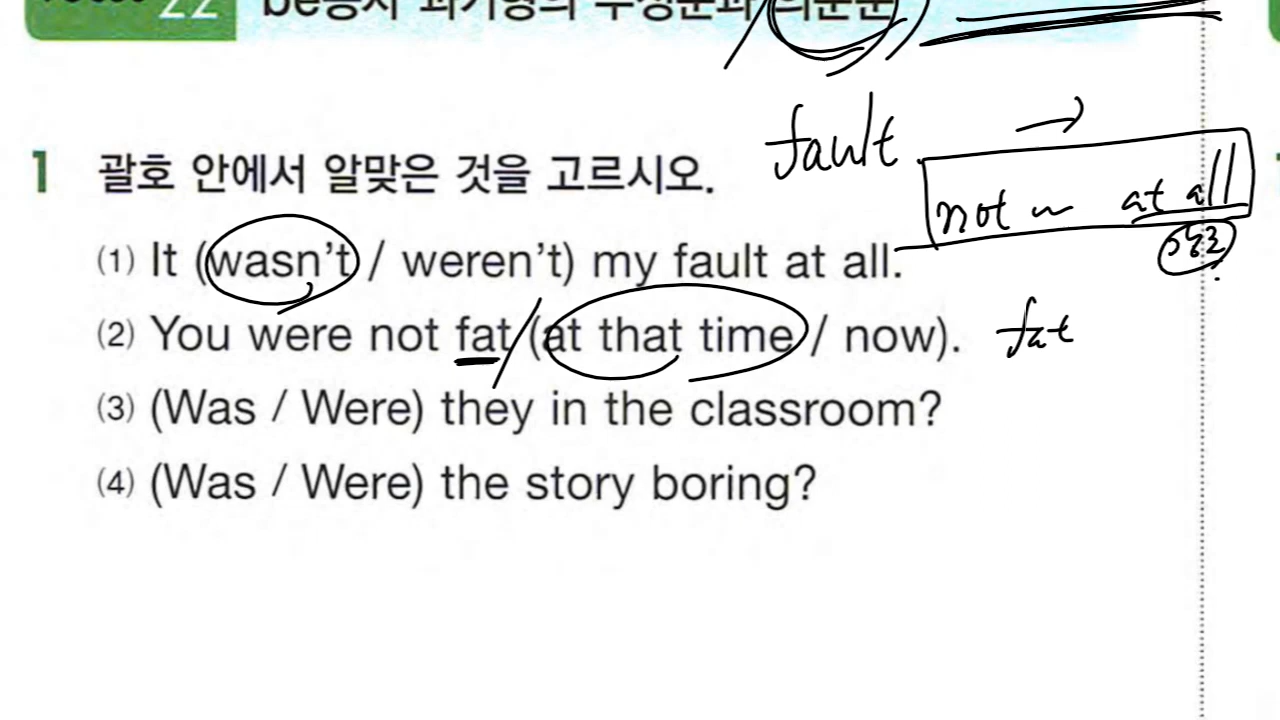 22 be동사 과거형의 부정문과 의문문
fault
1 괄호 안에서 알맞은 것을 고르시오.
not ~ at all
(1) It (wasn't / weren't) my fault at all.
(2) You were not fat (at that time / now). fat
(3) (Was / Were) they in the classroom?
(4) (Was / Were) the story boring?